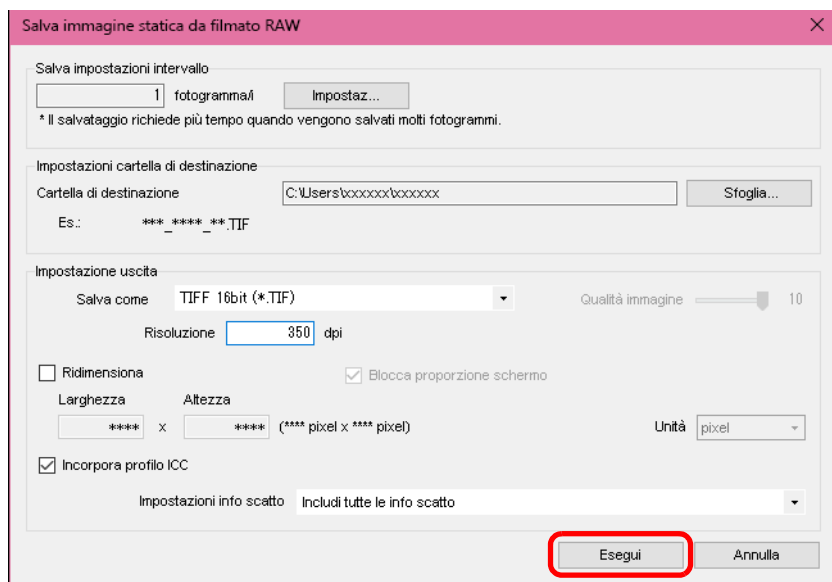 Salva immagine statica da filmato RAW
Salva impostazioni intervallo
1 fotogramma/i Impostaz...
* Il salvataggio richiede più tempo quando vengono salvati molti fotogrammi.
Impostazioni cartella di destinazione
Cartella di destinazione C:\Users\xxxxxx\xxxxxx Sfoglia...
Es.: ***_****_**.TIF
Impostazione uscita
Salva come TIFF 16bit (*.TIF) Qualità immagine 10
Risoluzione 350 dpi
Ridimensiona Blocca proporzione schermo
Larghezza Altezza
**** x **** (**** pixel x **** pixel) Unità pixel
Incorpora profilo ICC
Impostazioni info scatto Includi tutte le info scatto
Esegui Annulla